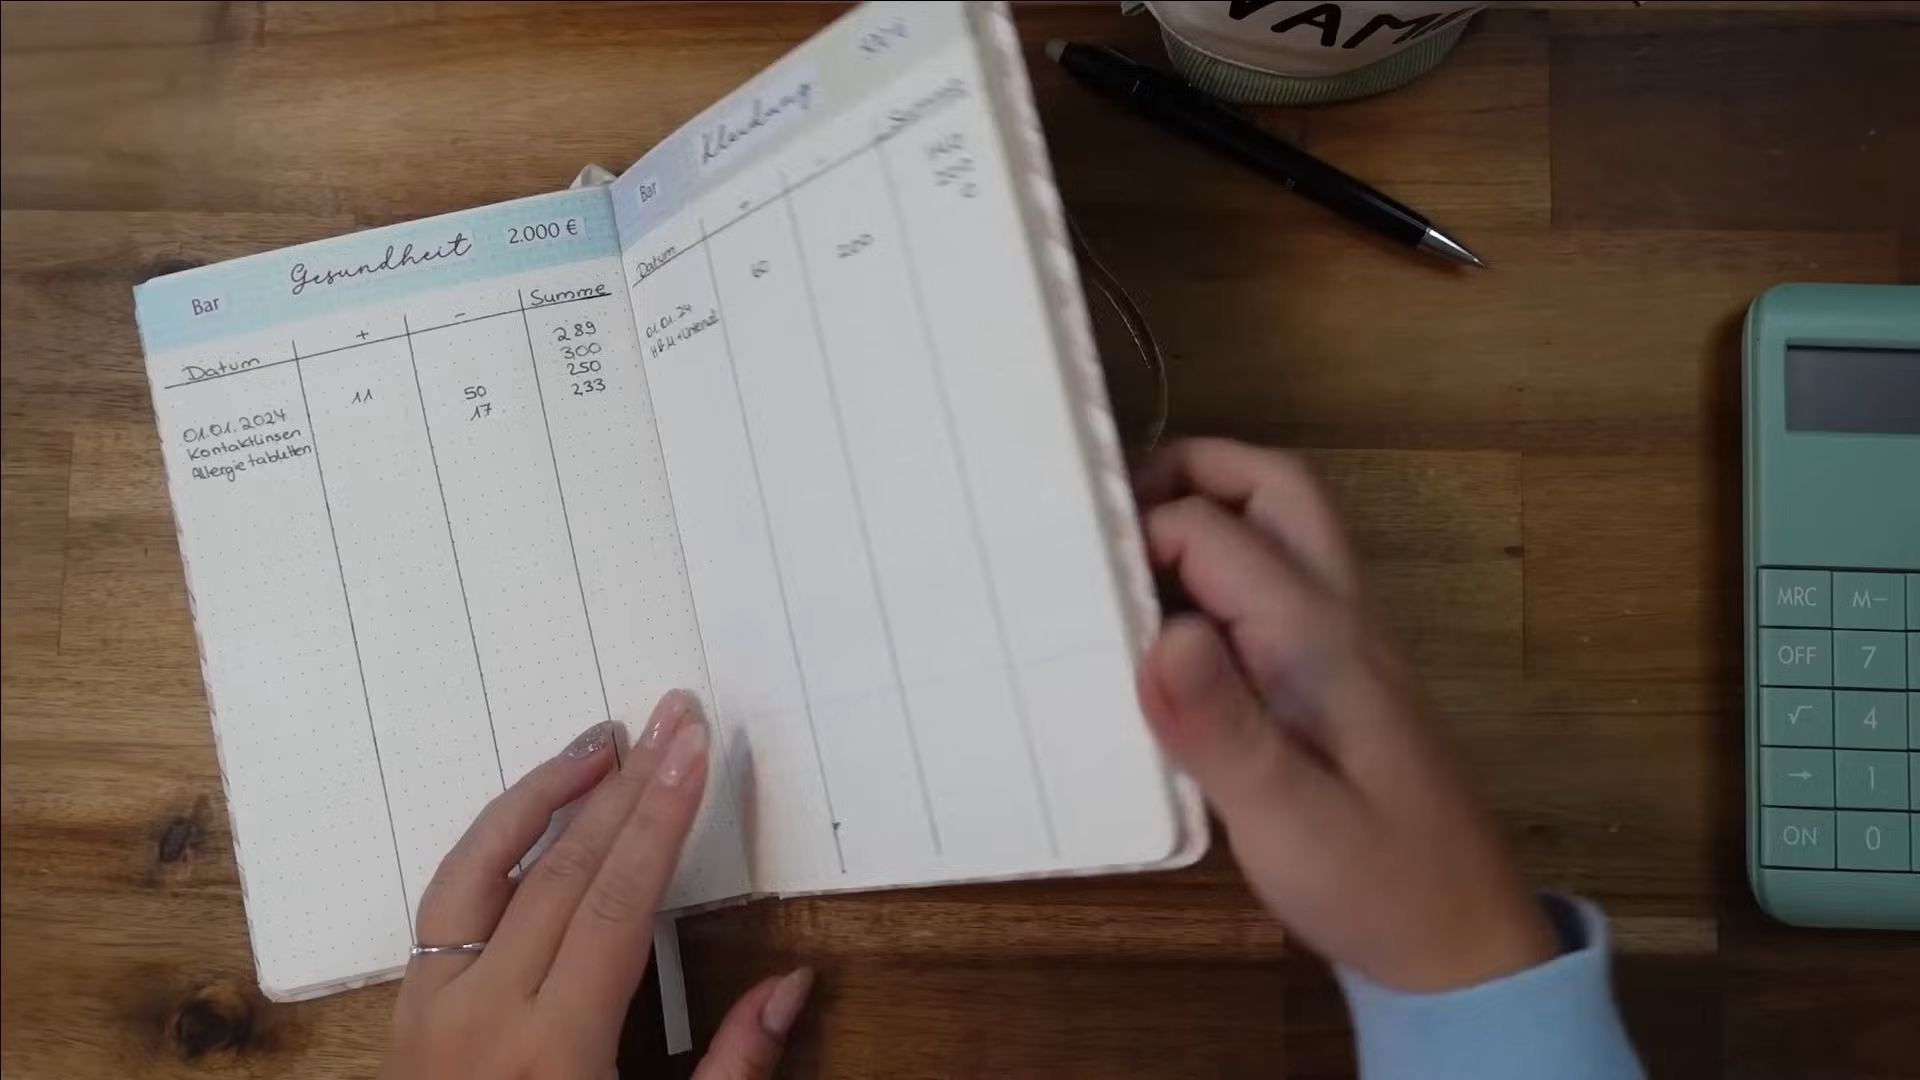 Bar Gesundheit 2.000 €
Datum + - Summe
289
01.01.2024 11 300
Kontaktlinsen 50 250
Allergietabletten 17 233
Bar Kleidung
Datum + -
01.01.24 60
200
MRC M-
OFF 7
√ 4
→ 1
ON 0